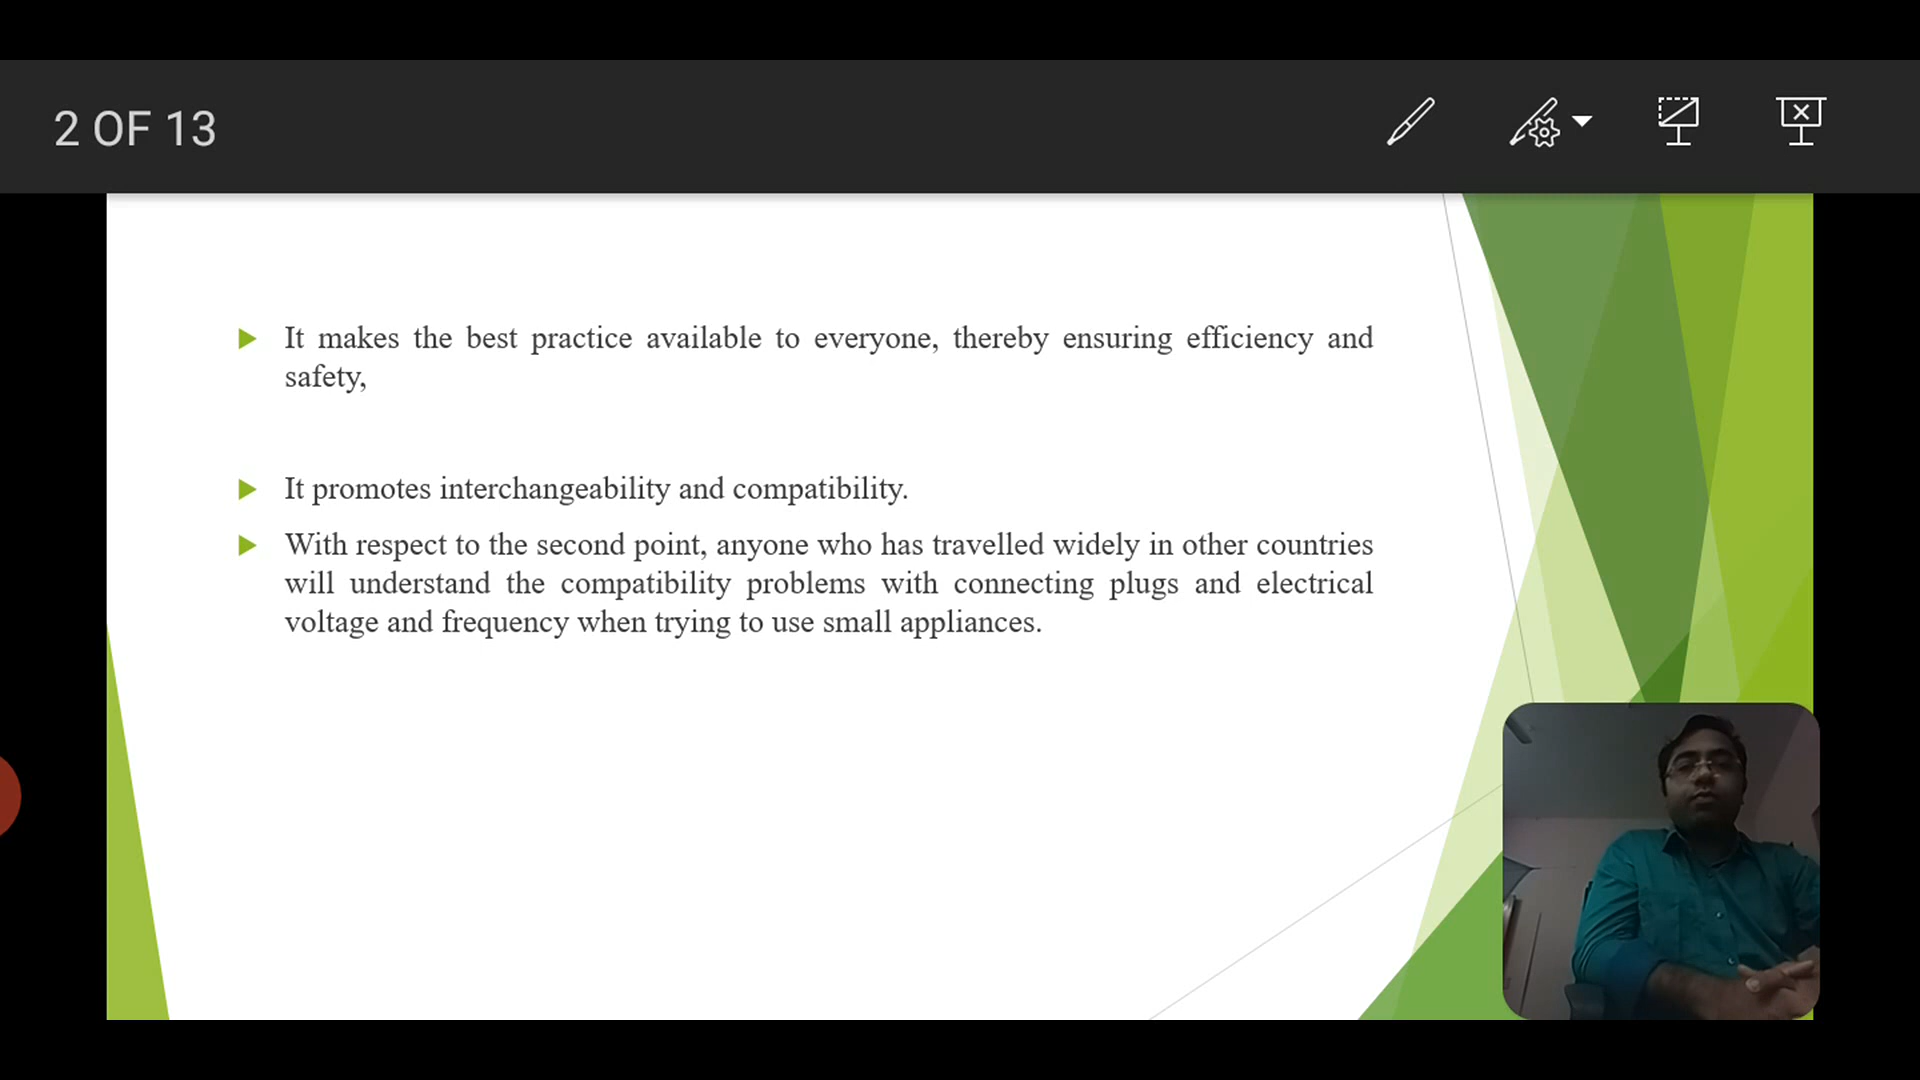 2 OF 13
It makes the best practice available to everyone, thereby ensuring efficiency and
safety,
It promotes interchangeability and compatibility.
With respect to the second point, anyone who has travelled widely in other countries
will understand the compatibility problems with connecting plugs and electrical
voltage and frequency when trying to use small appliances.